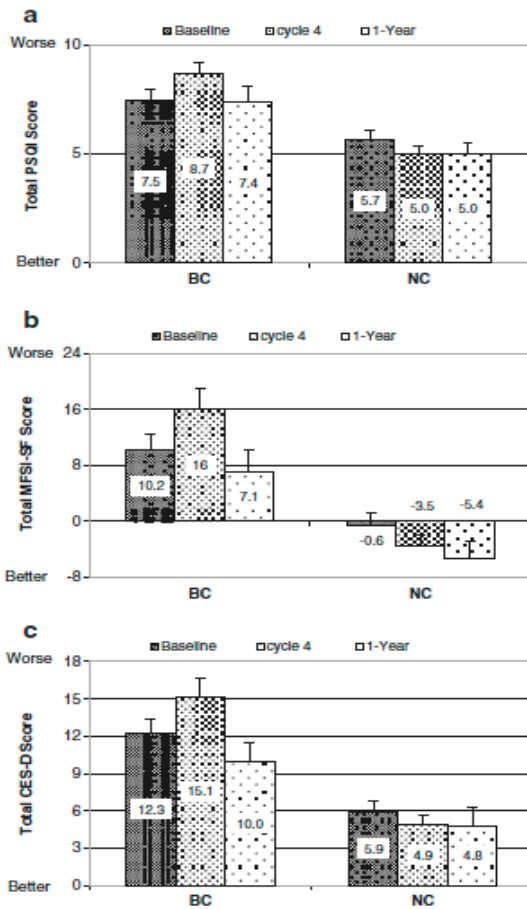 a
Baseline cycle 4 1-Year
Worse 10
Total PSQI Score
5
7.5 8.7 7.4 5.7 5.0 5.0
Better 0
BC NC
b
Baseline cycle 4 1-Year
Worse 24
Total MFSI-SF Score
16
8
10.2 16 7.1 -0.6 -3.5 -5.4
0
Better -8
BC NC
c
Baseline cycle 4 1-Year
Worse 18
Total CES-D Score
15
12
9
6
3
12.3 15.1 10.0 5.9 4.9 4.8
Better 0
BC NC